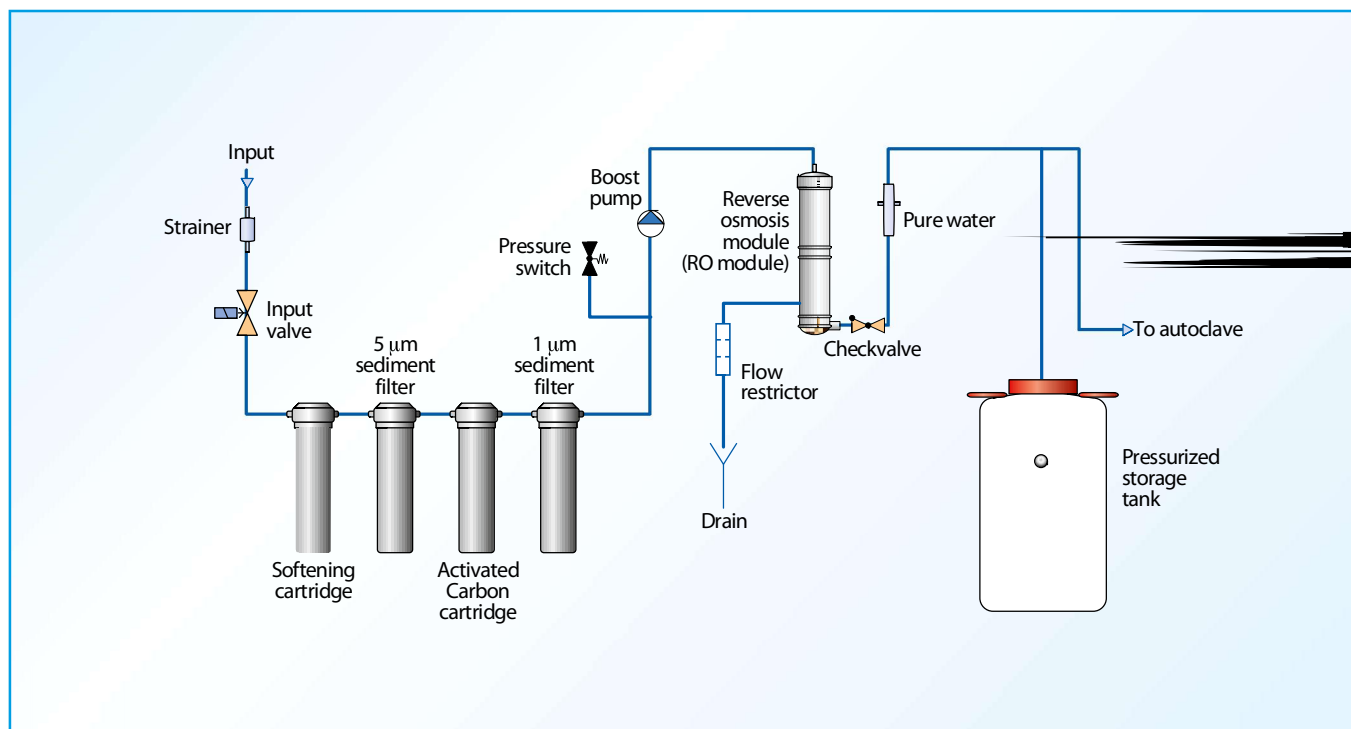 Input
Strainer
Input
valve
5 μm
sediment
filter
1 μm
sediment
filter
Softening
cartridge
Activated
Carbon
cartridge
Pressure
switch
Boost
pump
Reverse
osmosis
module
(RO module)
Flow
restrictor
Drain
Checkvalve
Pure water
To autoclave
Pressurized
storage
tank